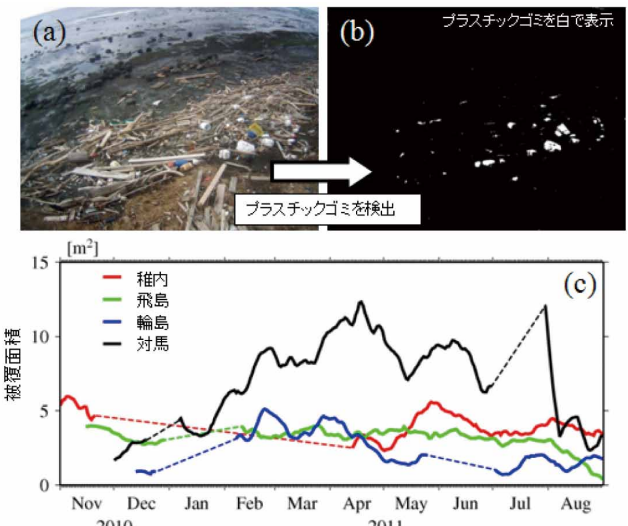 (a)
(b)
プラスチックゴミを白で表示
プラスチックゴミを検出
[m²]
(c)
15
10
5
0
被覆面積
稚内
飛島
輪島
対馬
Nov Dec Jan Feb Mar Apr May Jun Jul Aug
2010 2011